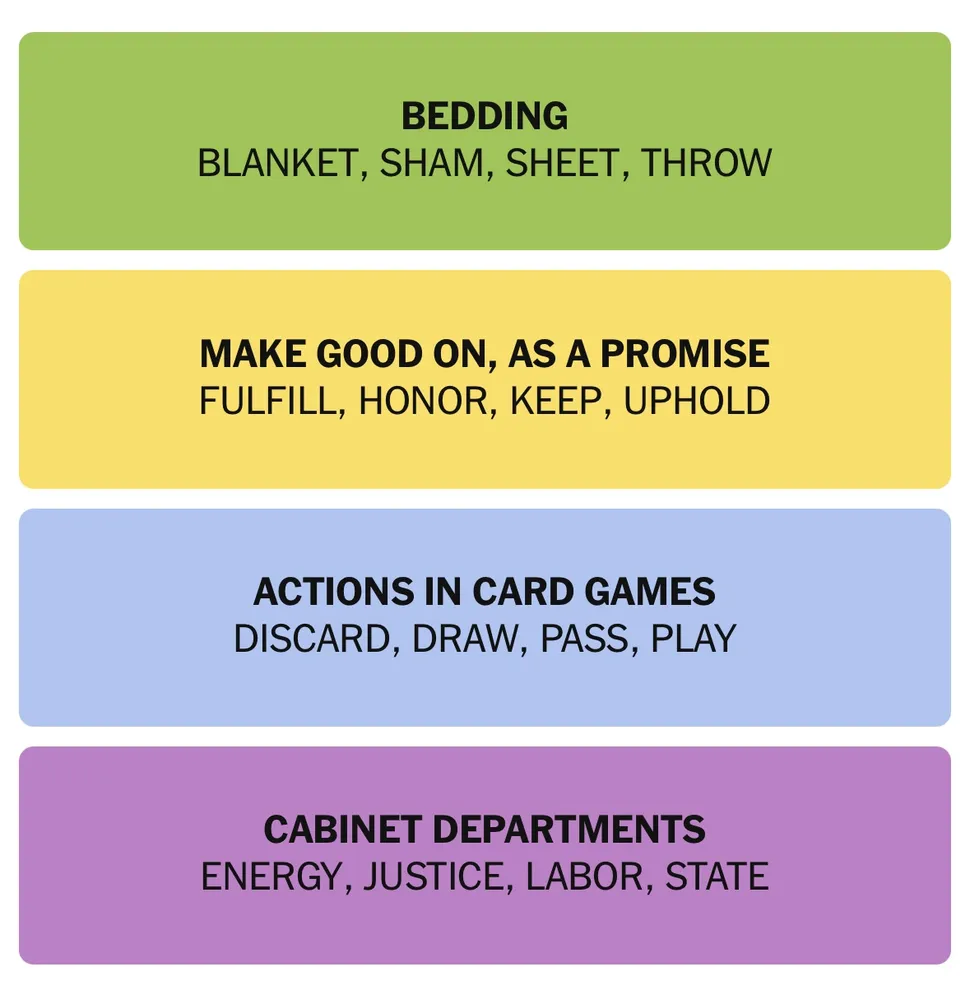 BEDDING
BLANKET, SHAM, SHEET, THROW
MAKE GOOD ON, AS A PROMISE
FULFILL, HONOR, KEEP, UPHOLD
ACTIONS IN CARD GAMES
DISCARD, DRAW, PASS, PLAY
CABINET DEPARTMENTS
ENERGY, JUSTICE, LABOR, STATE